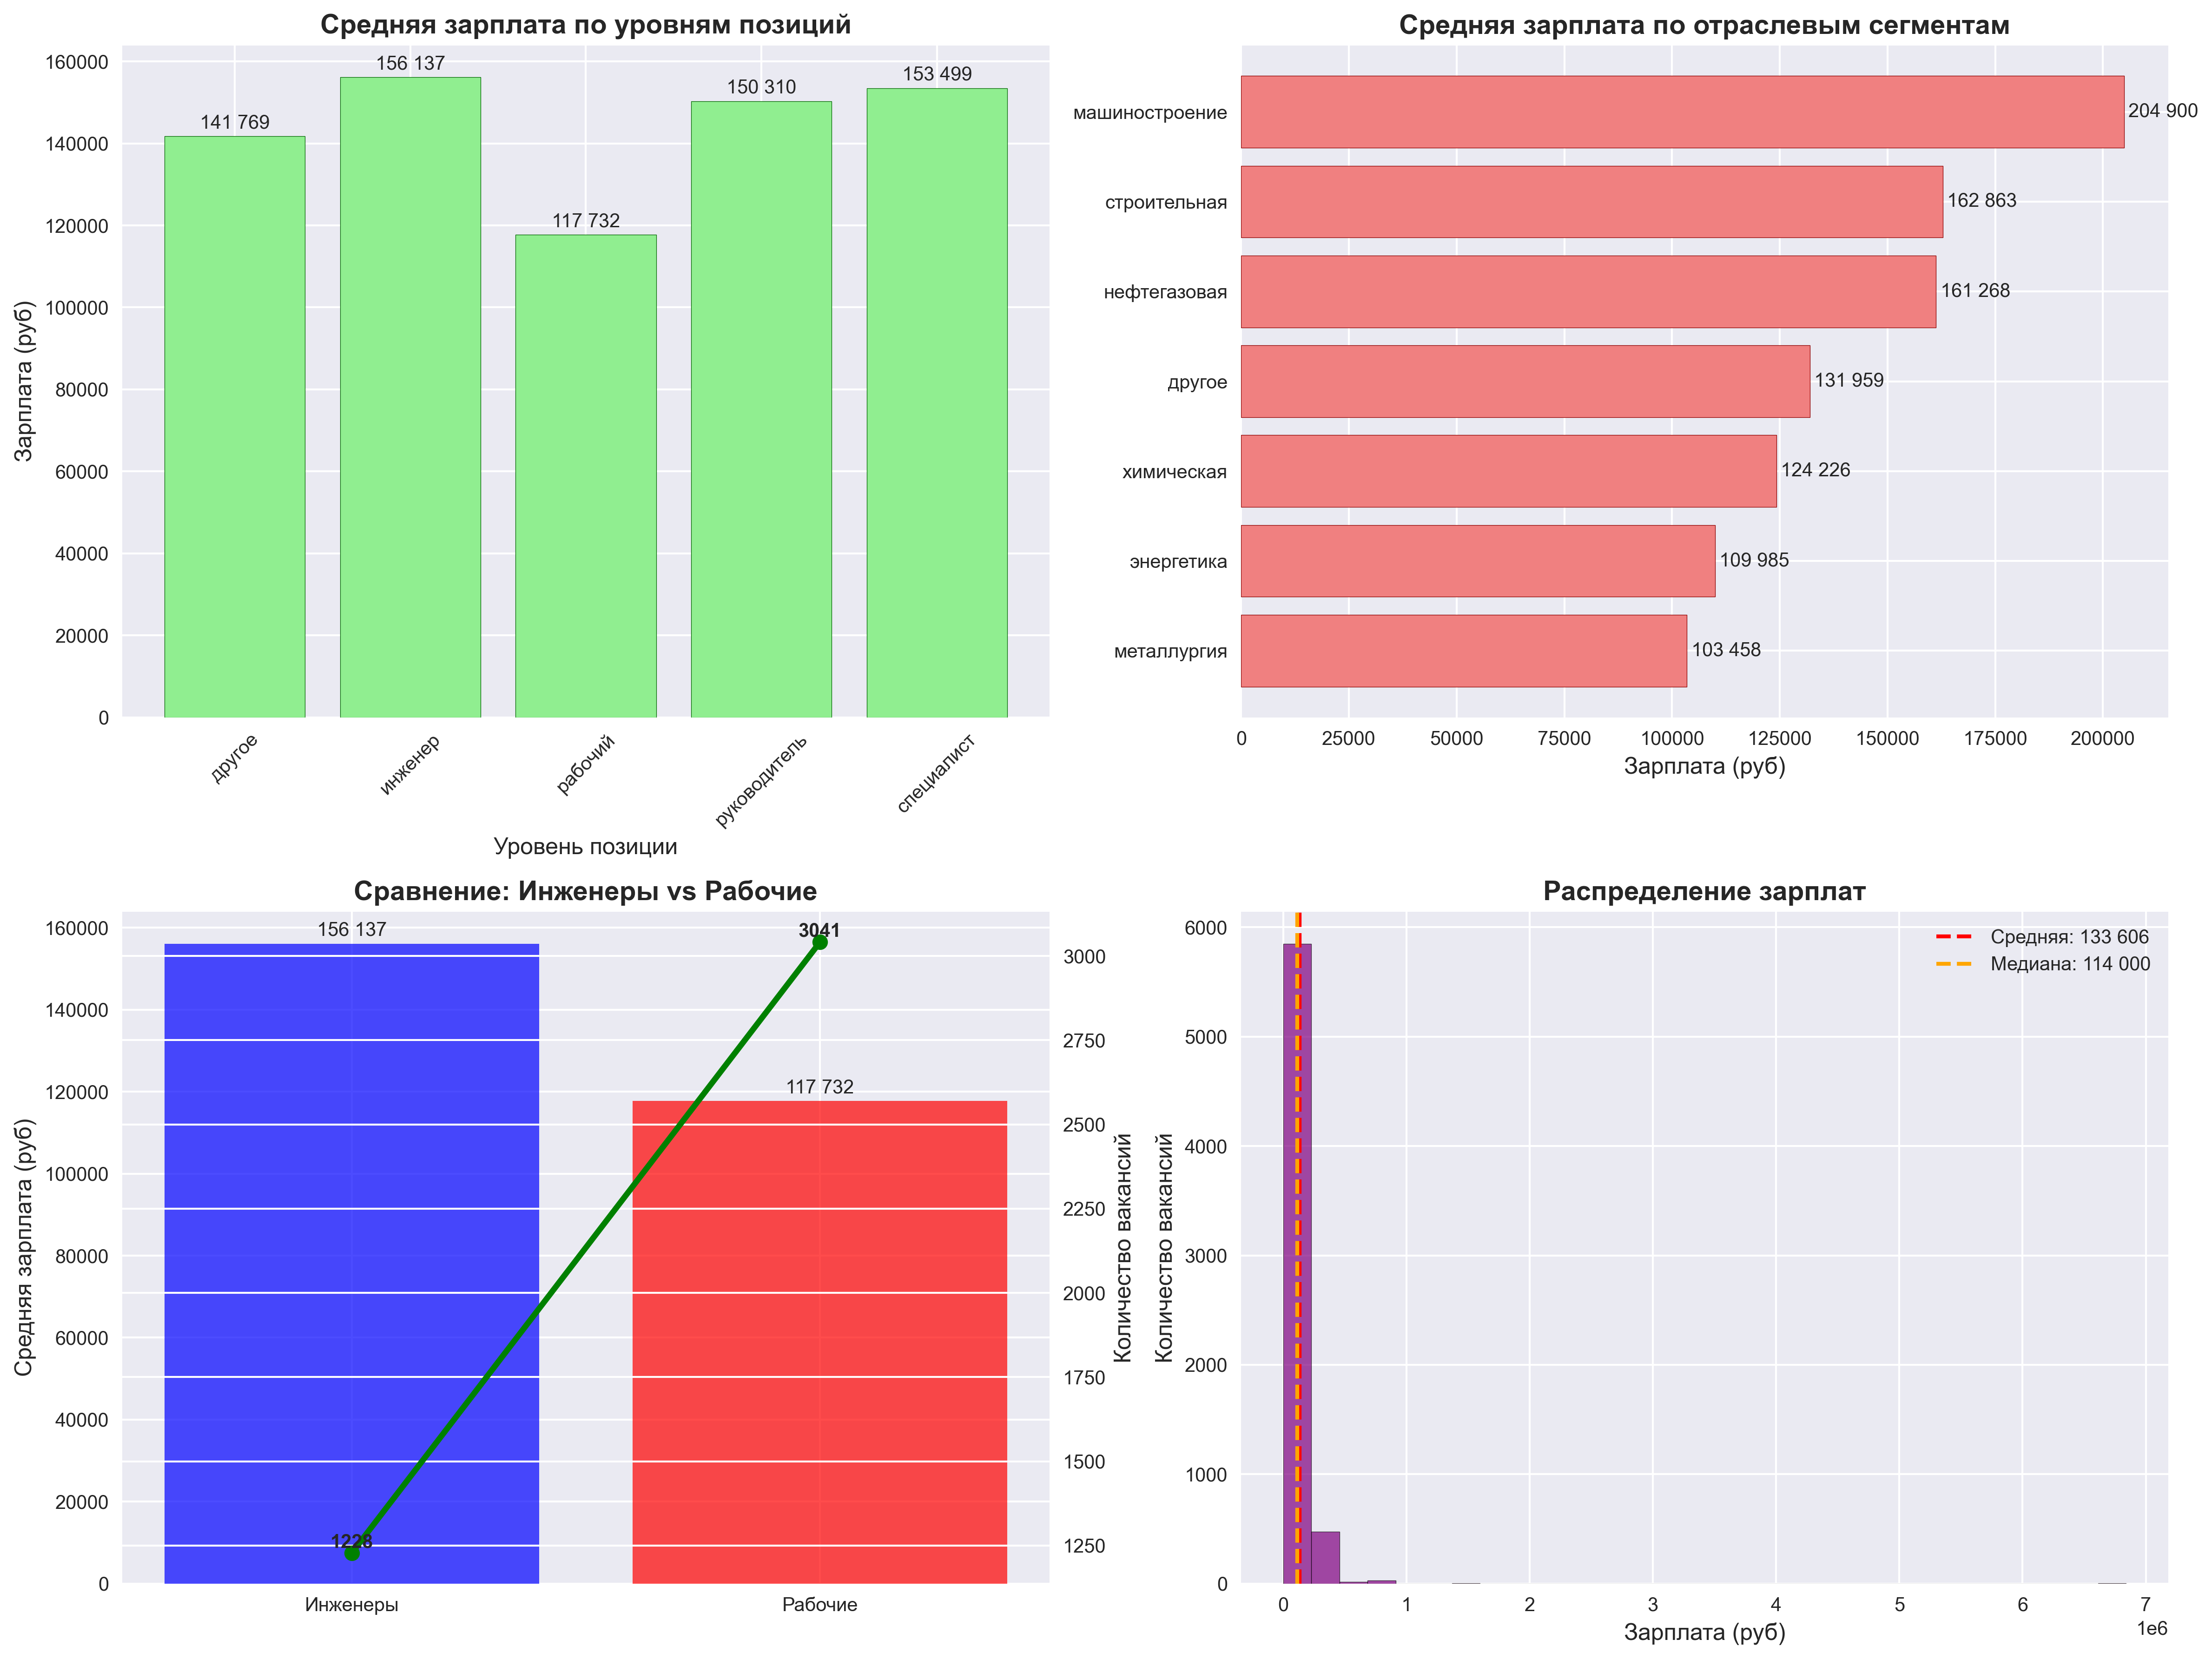 Средняя зарплата по уровням позиций
Зарплата (руб)
160000
140000
120000
100000
80000
60000
40000
20000
0
141 769
156 137
117 732
150 310
153 499
другое
инженер
рабочий
руководитель
специалист
Уровень позиции
Средняя зарплата по отраслевым сегментам
машиностроение
204 900
строительная
162 863
нефтегазовая
161 268
другое
131 959
химическая
124 226
энергетика
109 985
металлургия
103 458
0 25000 50000 75000 100000 125000 150000 175000 200000
Зарплата (руб)
Сравнение: Инженеры vs Рабочие
Средняя зарплата (руб)
160000
140000
120000
100000
80000
60000
40000
20000
0
156 137
117 732
3041
1228
3000
2750
2500
2250
2000
1750
1500
1250
Количество вакансий
Инженеры
Рабочие
Распределение зарплат
Количество вакансий
6000
5000
4000
3000
2000
1000
0
Средняя: 133 606
Медиана: 114 000
0 1 2 3 4 5 6 7
1e6
Зарплата (руб)